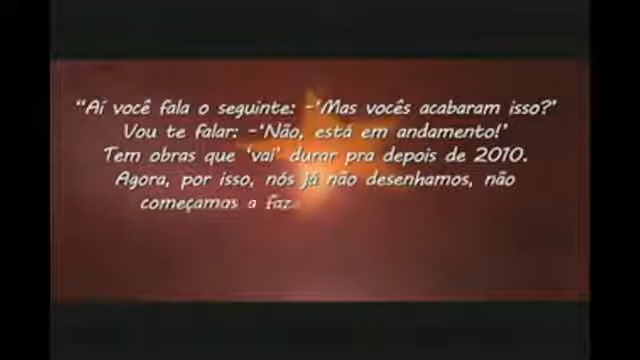 “Aí você fala o seguinte: -‘Mas vocês acabaram isso?’
Vou te falar: -‘Não, está em andamento!’
Tem obras que ‘vai’ durar pra depois de 2010.
Agora, por isso, nós já não desenhamos, não
começamos a faz